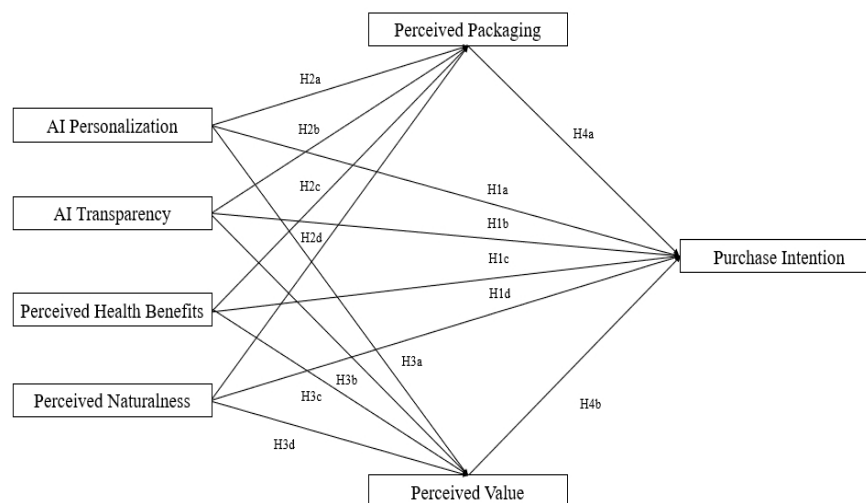 Perceived Packaging
H2a
AI Personalization
H2b
H4a
H2c
H1a
AI Transparency
H1b
H2d
Purchase Intention
H1c
H1d
Perceived Health Benefits
H3a
H3b
Perceived Naturalness
H3c
H4b
H3d
Perceived Value